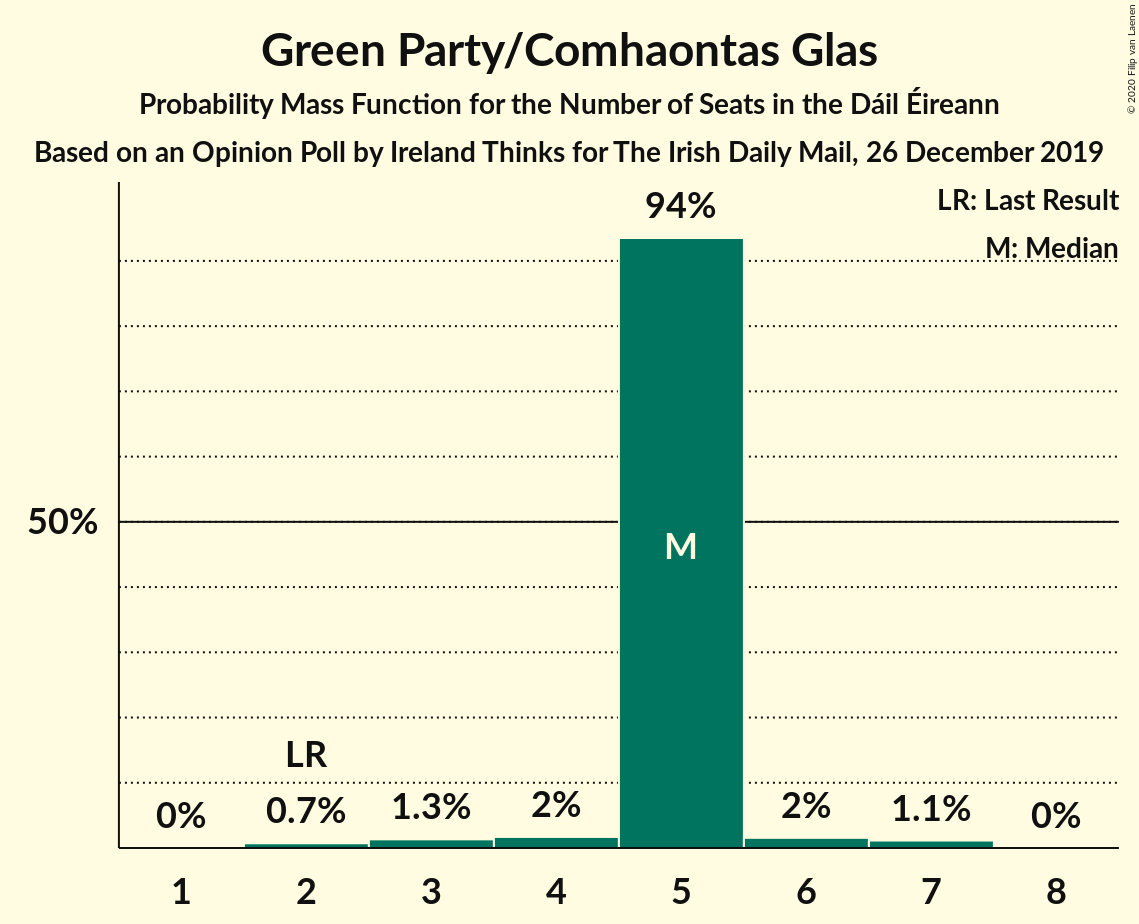 Green Party/Comhaontas Glas
Probability Mass Function for the Number of Seats in the Dáil Éireann
Based on an Opinion Poll by Ireland Thinks for The Irish Daily Mail, 26 December 2019
© 2020 Filip van Laenen
LR: Last Result
M: Median
94%
50%
M
LR
0%
0.7%
1.3%
2%
2%
1.1%
0%
1
2
3
4
5
6
7
8